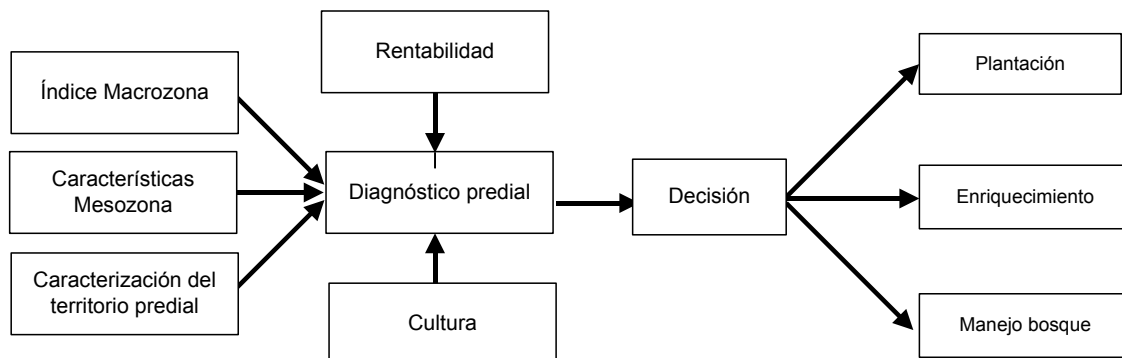 Rentabilidad
Índice Macrozona
Plantación
Características
Mesozona
Diagnóstico predial
Decisión
Enriquecimiento
Caracterización del
territorio predial
Cultura
Manejo bosque